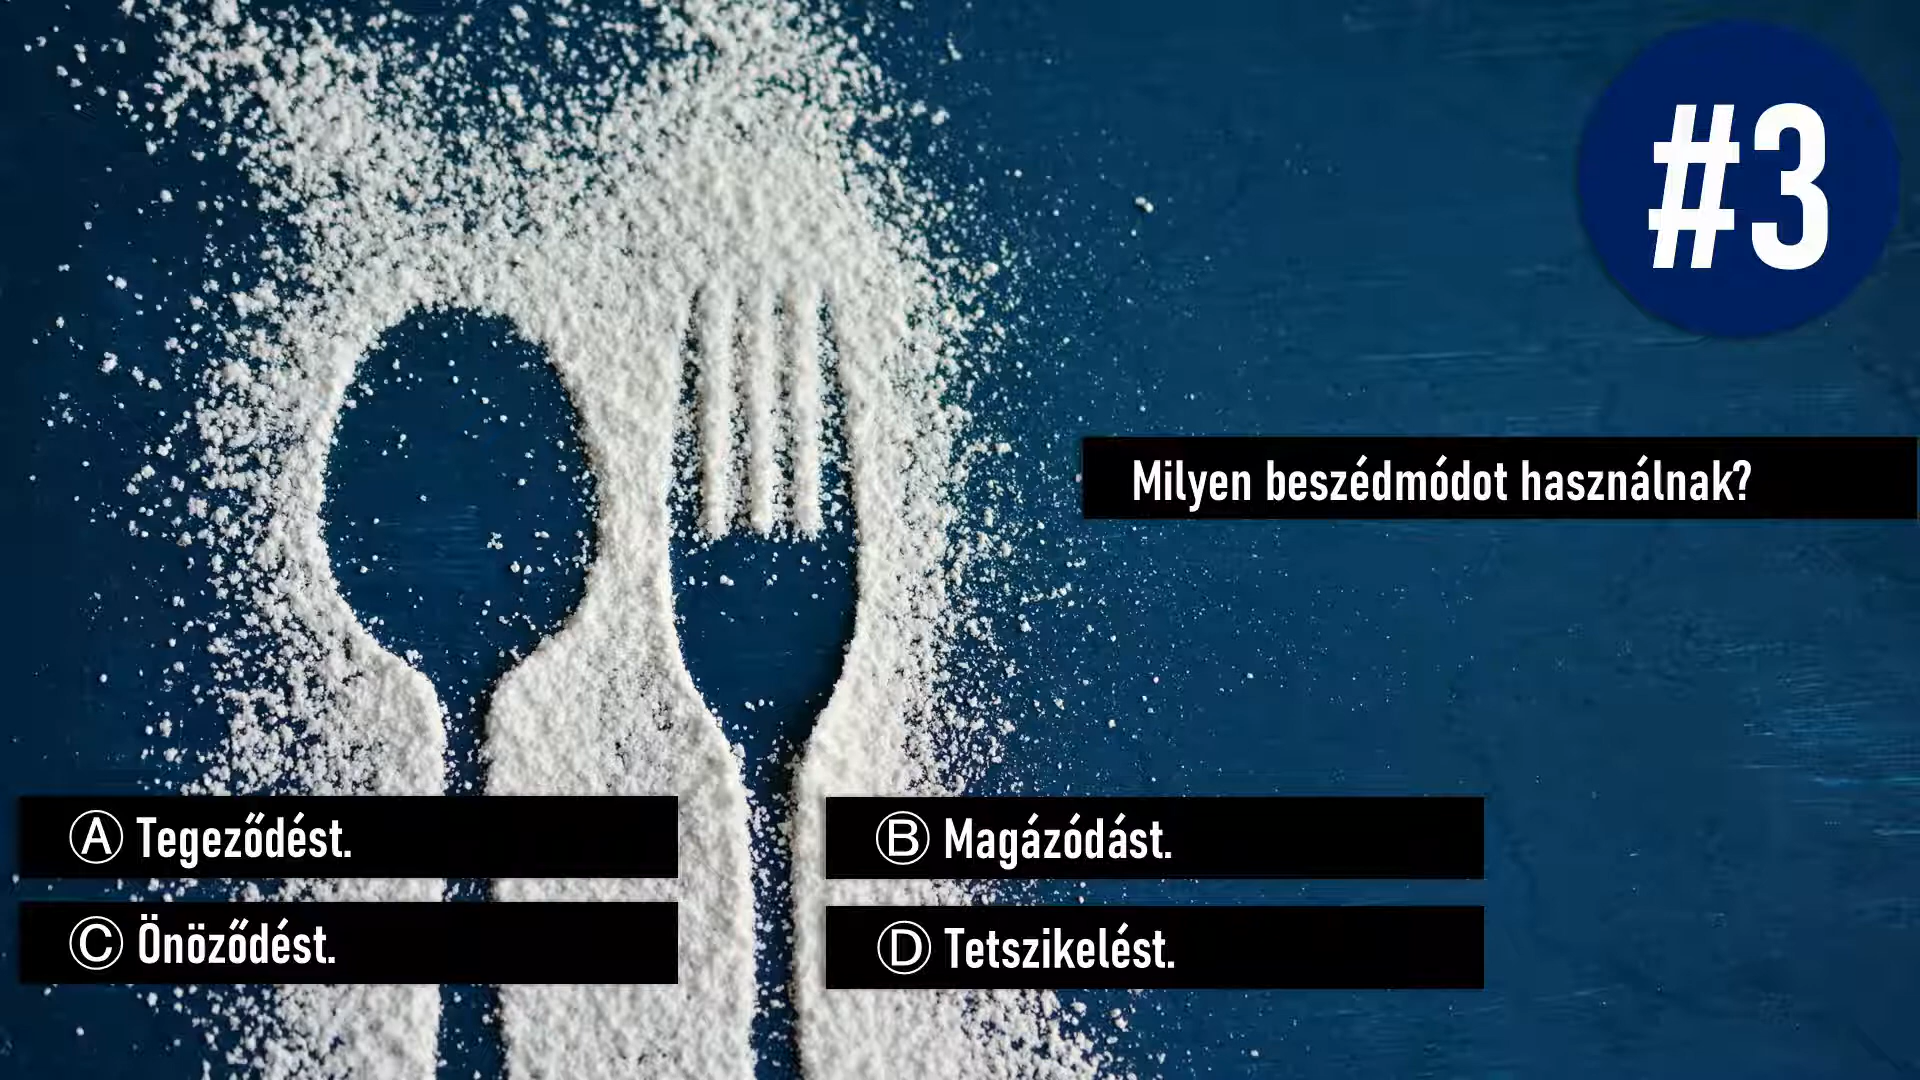 #3
Milyen beszédmódot használnak?
Ⓐ Tegeződést.
Ⓑ Magázódást.
Ⓒ Önöződést.
Ⓓ Tetszikelést.